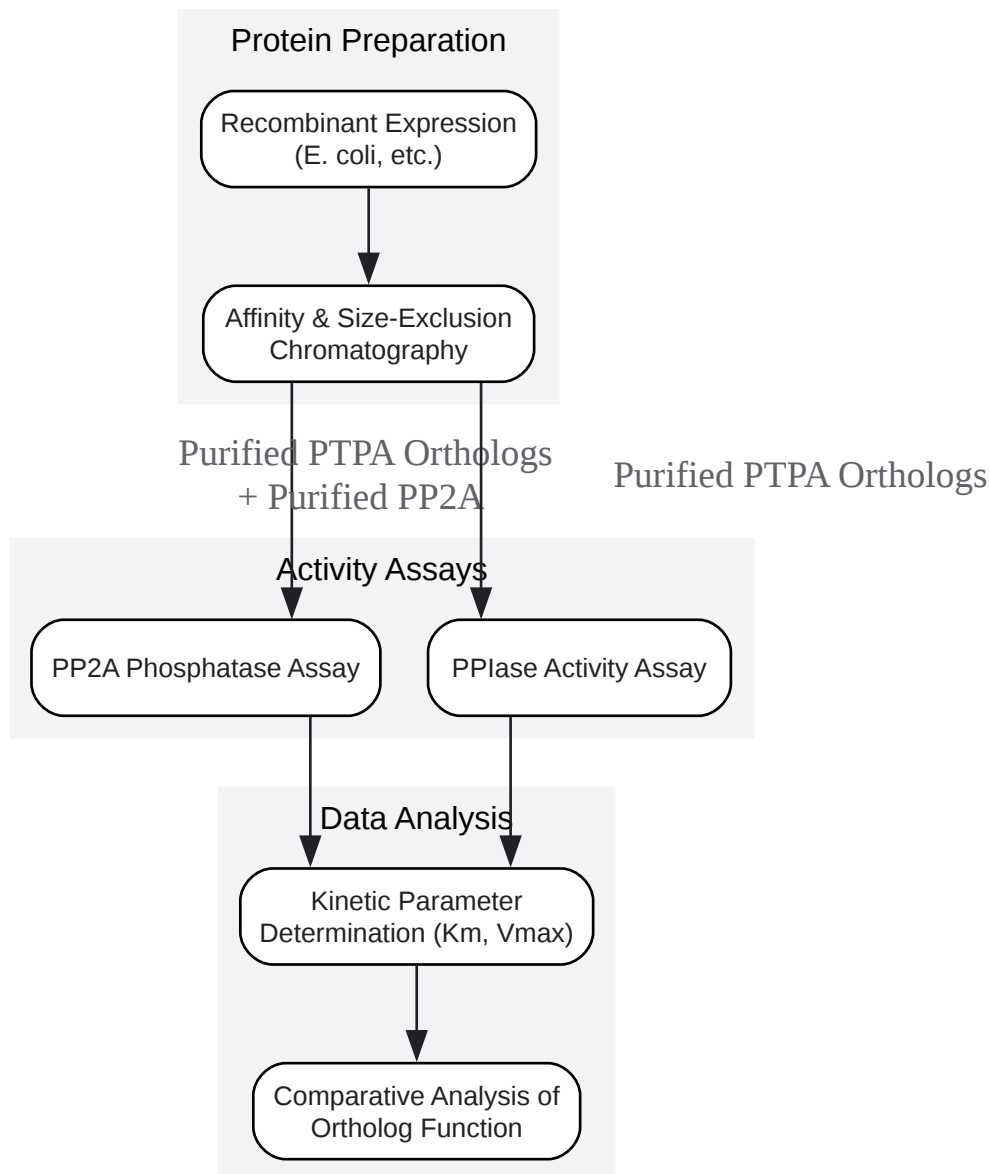 Protein Preparation
Recombinant Expression
(E. coli, etc.)
Affinity & Size-Exclusion
Chromatography
Purified PTPA Orthologs
+ Purified PP2A
Purified PTPA Orthologs
Activity Assays
PP2A Phosphatase Assay
PPIase Activity Assay
Data Analysis
Kinetic Parameter
Determination (Km, Vmax)
Comparative Analysis of
Ortholog Function